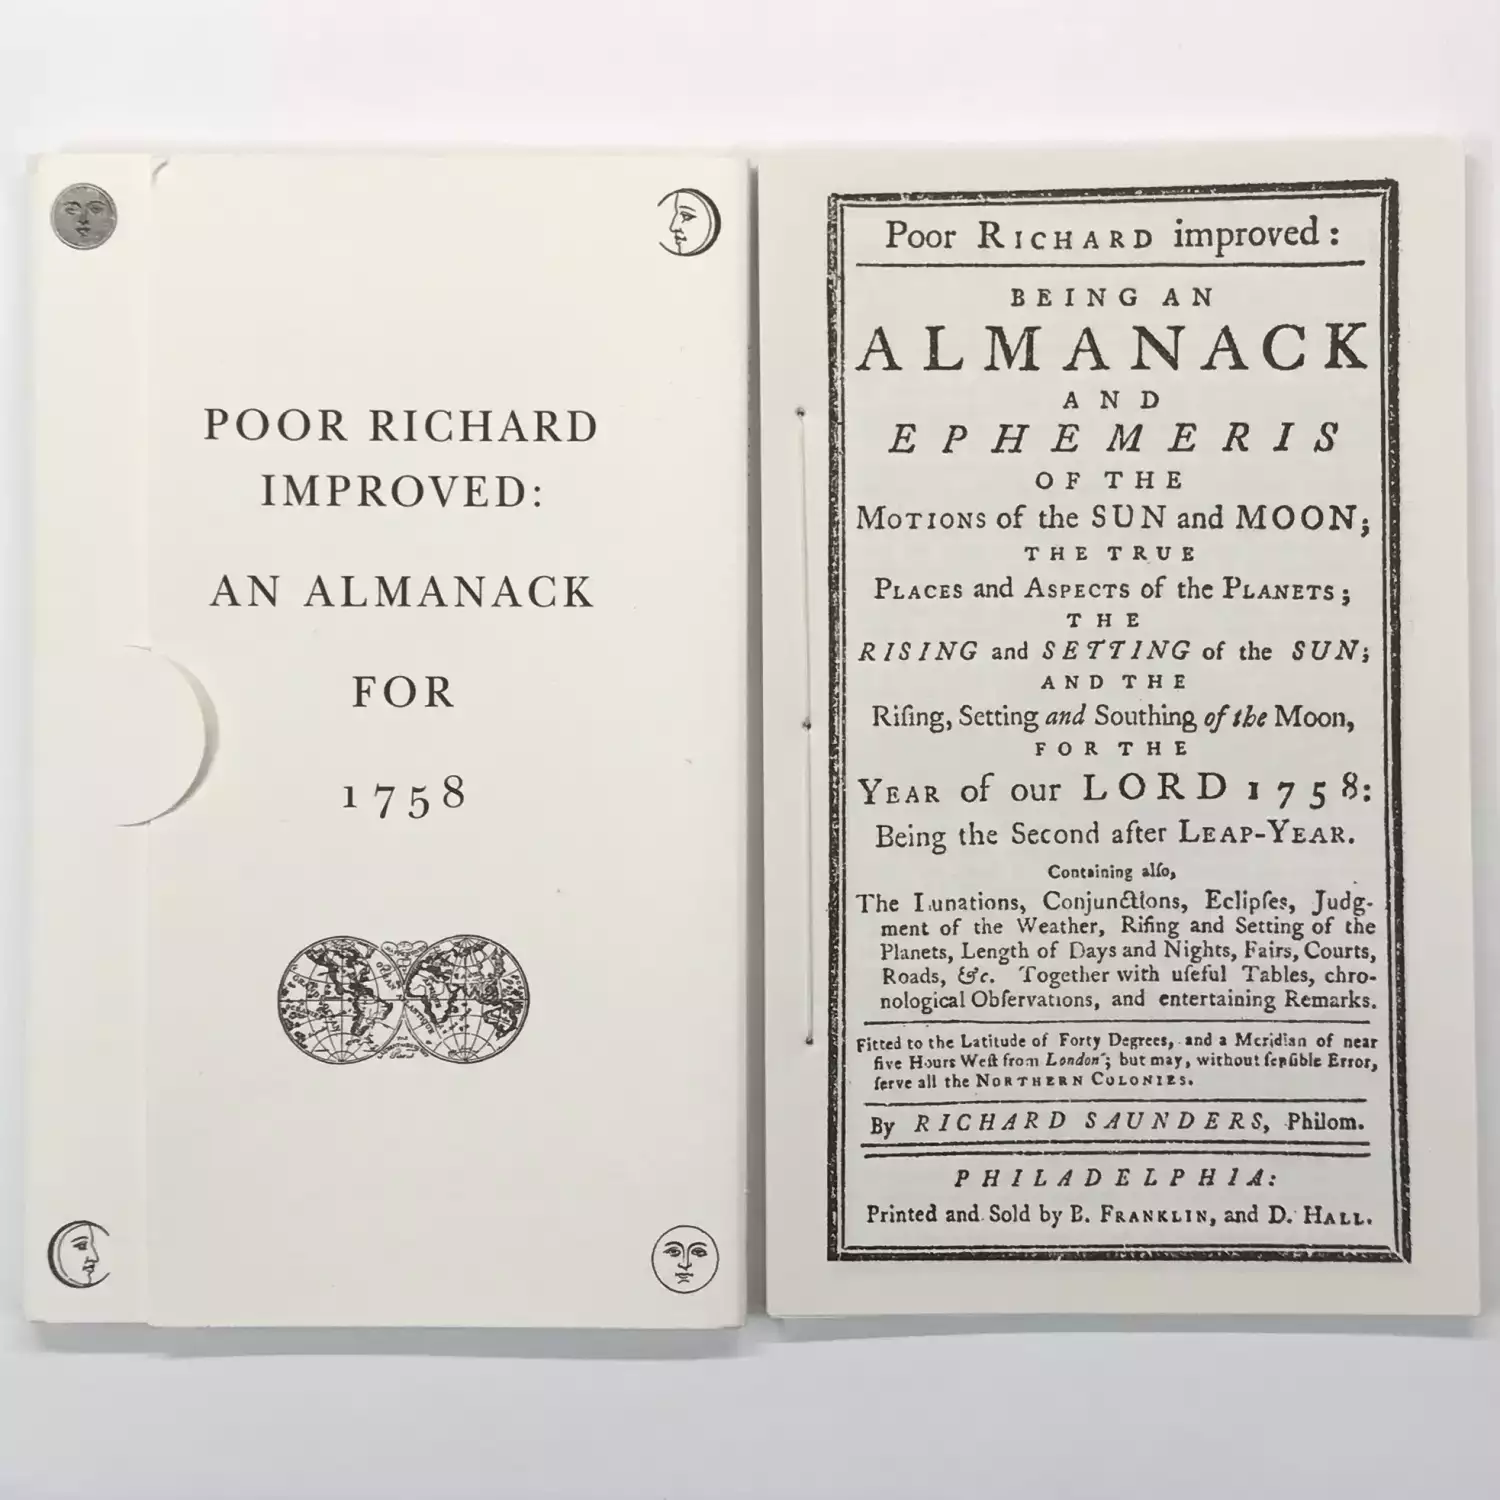 POOR RICHARD
IMPROVED:
AN ALMANACK
FOR
1758
Poor RICHARD improved:
BEING AN
ALMANACK
AND
EPHEMERIS
OF THE
MOTIONS of the SUN and MOON;
THE TRUE
PLACES and ASPECTS of the PLANETS;
THE
RISING and SETTING of the SUN;
AND THE
Riſing, Setting and Southing of the Moon,
FOR THE
YEAR of our LORD 1758:
Being the Second after LEAP-YEAR.
Containing alſo,
The Lunations, Conjunctions, Eclipſes, Judg-
ment of the Weather, Riſing and Setting of the
Planets, Length of Days and Nights, Fairs, Courts,
Roads, &c. Together with uſeful Tables, chro-
nological Obſervations, and entertaining Remarks.
Fitted to the Latitude of Forty Degrees, and a Meridian of near
five Hours Weſt from London; but may, without ſenſible Error,
ſerve all the NORTHERN COLONIES.
By RICHARD SAUNDERS, Philom.
PHILADELPHIA:
Printed and Sold by B. FRANKLIN, and D. HALL.